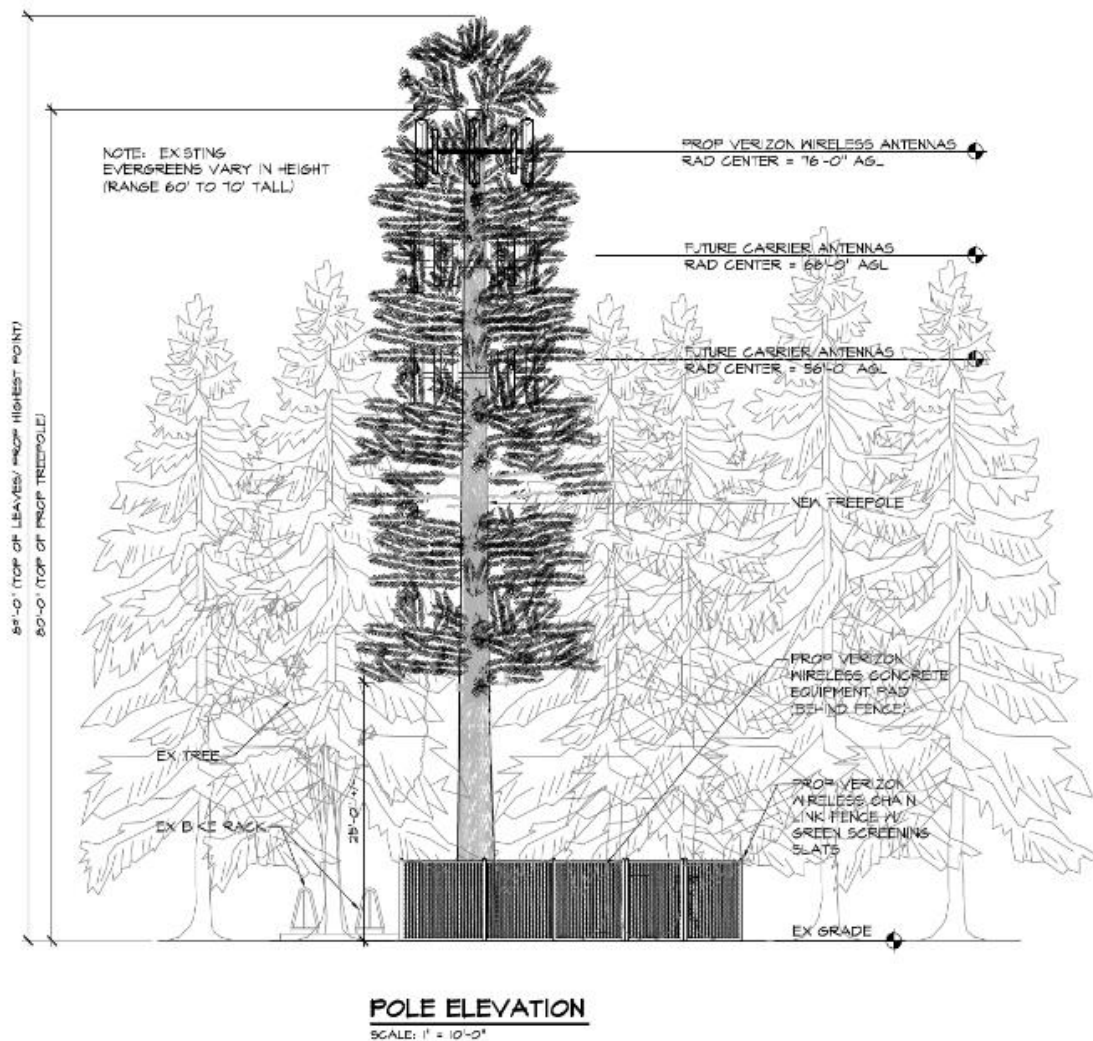 NOTE: EXISTING
EVERGREENS VARY IN HEIGHT
(RANGE 60' TO 70' TALL)
PROP VERIZON WIRELESS ANTENNAS
RAD CENTER = 76'-0" AGL
FUTURE CARRIER ANTENNAS
RAD CENTER = 66'-0" AGL
FUTURE CARRIER ANTENNAS
RAD CENTER = 56'-0" AGL
(TOP OF LEAVES/ PROP HIGHEST POINT)
80'-0" (TOP OF PROP TREEPOLE)
NEW TREEPOLE
PROP VERIZON
WIRELESS CONCRETE
EQUIPMENT PAD
(BEHIND FENCE)
EX TREE
PROP VERIZON
WIRELESS CHAIN
LINK FENCE W/
GREEN SCREENING
SLATS
EX BIKE RACK
25'-0" +/-
EX GRADE
POLE ELEVATION
SCALE: 1" = 10'-0"